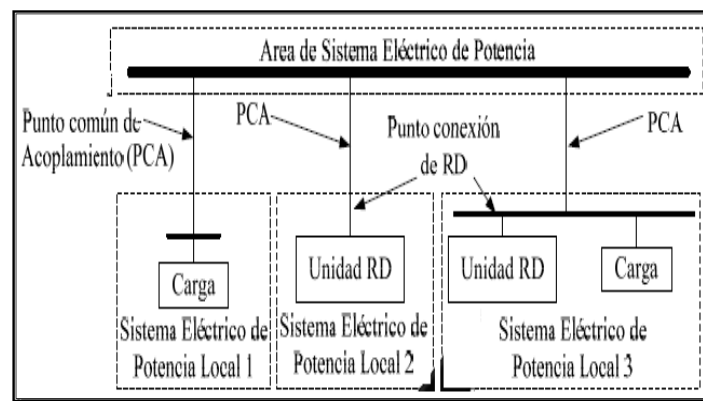 Area de Sistema Eléctrico de Potencia
Punto común de
Acoplamiento (PCA)
PCA
Punto conexión
de RD
PCA
Carga
Sistema Eléctrico de
Potencia Local 1
Unidad RD
Sistema Eléctrico de
Potencia Local 2
Unidad RD
Carga
Sistema Eléctrico de
Potencia Local 3